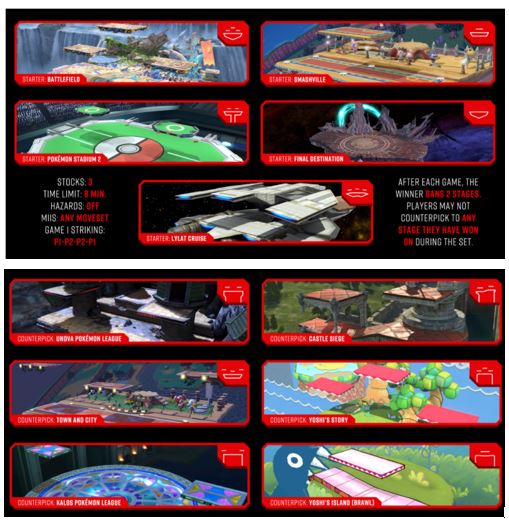 STARTER: BATTLEFIELD
STARTER: SMASHVILLE
STARTER: POKÉMON STADIUM 2
STARTER: FINAL DESTINATION
STOCKS: 3
TIME LIMIT: 8 MIN.
HAZARDS: OFF
MIIS: ANY MOVESET
GAME 1 STRIKING:
P1-P2-P2-P1
STARTER: LYLAT CRUISE
AFTER EACH GAME, THE
WINNER BANS 2 STAGES.
PLAYERS MAY NOT
COUNTERPICK TO ANY
STAGE THEY HAVE WON
ON DURING THE SET.
COUNTERPICK: UNOVA POKÉMON LEAGUE
COUNTERPICK: CASTLE SIEGE
COUNTERPICK: TOWN AND CITY
COUNTERPICK: YOSHI'S STORY
COUNTERPICK: KALOS POKÉMON LEAGUE
COUNTERPICK: YOSHI'S ISLAND (BRAWL)